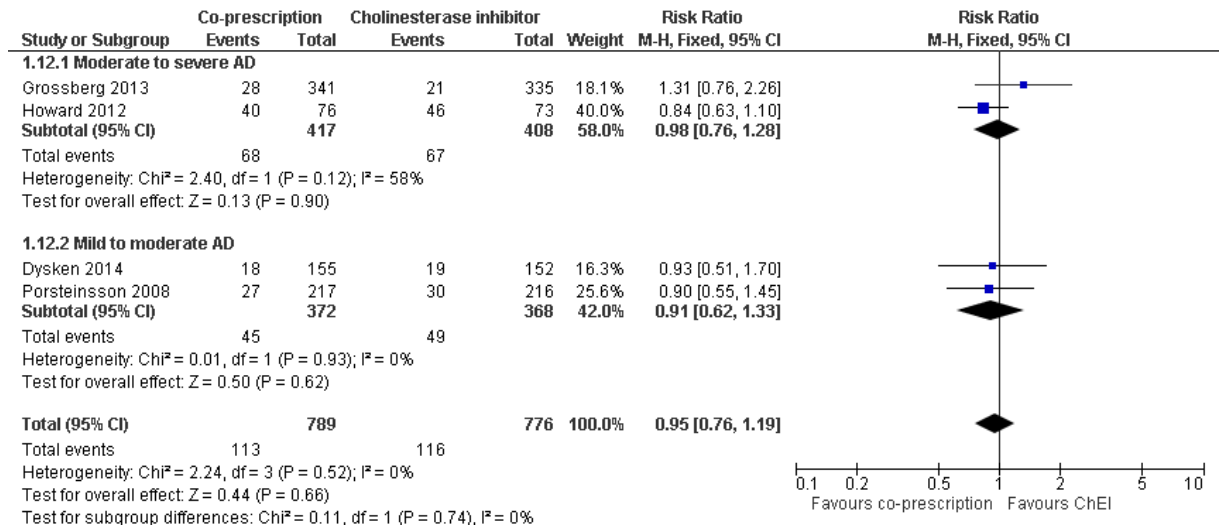 Co-prescription Cholinesterase inhibitor Risk Ratio Risk Ratio
Study or Subgroup Events Total Events Total Weight M-H, Fixed, 95% CI M-H, Fixed, 95% CI
1.12.1 Moderate to severe AD
Grossberg 2013 28 341 21 335 18.1% 1.31 [0.76, 2.26]
Howard 2012 40 76 46 73 40.0% 0.84 [0.63, 1.10]
Subtotal (95% CI) 417 408 58.0% 0.98 [0.76, 1.28]
Total events 68 67
Heterogeneity: Chi² = 2.40, df = 1 (P = 0.12); I² = 58%
Test for overall effect: Z = 0.13 (P = 0.90)
1.12.2 Mild to moderate AD
Dysken 2014 18 155 19 152 16.3% 0.93 [0.51, 1.70]
Porsteinsson 2008 27 217 30 216 25.6% 0.90 [0.55, 1.45]
Subtotal (95% CI) 372 368 42.0% 0.91 [0.62, 1.33]
Total events 45 49
Heterogeneity: Chi² = 0.01, df = 1 (P = 0.93); I² = 0%
Test for overall effect: Z = 0.50 (P = 0.62)
Total (95% CI) 789 776 100.0% 0.95 [0.76, 1.19]
Total events 113 116
Heterogeneity: Chi² = 2.24, df = 3 (P = 0.52); I² = 0%
Test for overall effect: Z = 0.44 (P = 0.66)
Test for subgroup differences: Chi² = 0.11, df = 1 (P = 0.74), I² = 0%
0.1 0.2 0.5 1 2 5 10
Favours co-prescription Favours ChEI